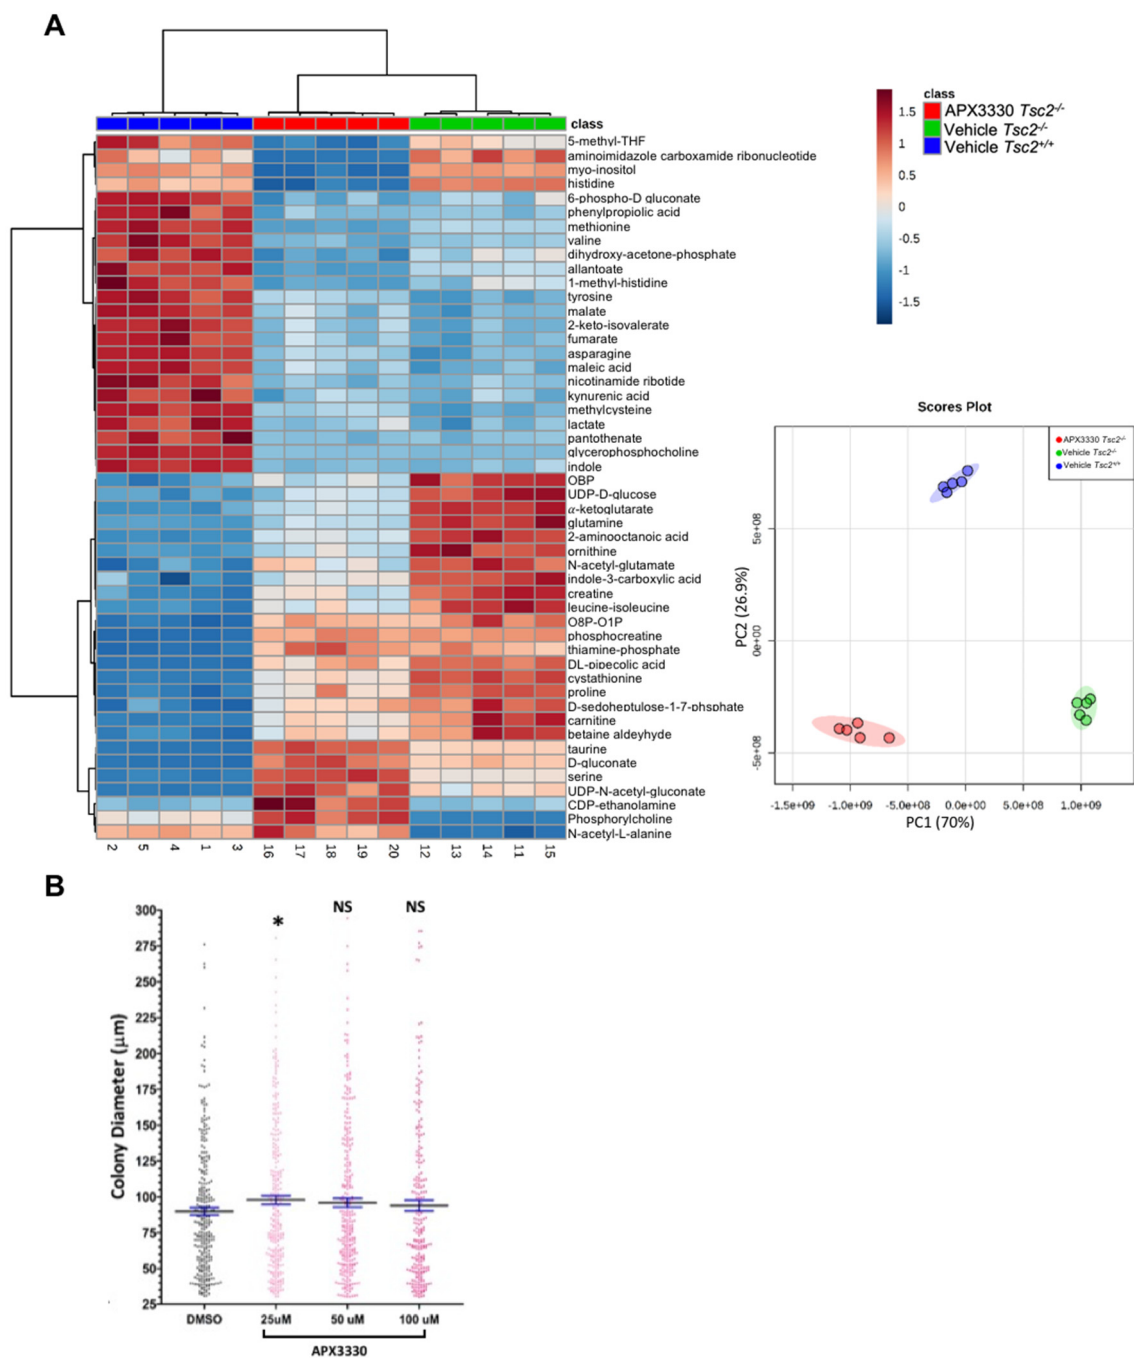 A
class
5-methyl-THF
aminoimidazole carboxamide ribonucleotide
myo-inositol
histidine
6-phospho-D gluconate
phenylpropiolic acid
methionine
valine
dihydroxy-acetone-phosphate
allantoate
1-methyl-histidine
tyrosine
malate
2-keto-isovalerate
fumarate
asparagine
maleic acid
nicotinamide ribotide
kynurenic acid
methylcysteine
lactate
pantothenate
glycerophosphocholine
indole
OBP
UDP-D-glucose
α-ketoglutarate
glutamine
2-aminooctanoic acid
ornithine
N-acetyl-glutamate
indole-3-carboxylic acid
creatine
leucine-isoleucine
O8P-O1P
phosphocreatine
thiamine-phosphate
DL-pipecolic acid
cystathionine
proline
D-sedoheptulose-1-7-phsphate
carnitine
betaine aldeyhyde
taurine
D-gluconate
serine
UDP-N-acetyl-gluconate
CDP-ethanolamine
Phosphorylcholine
N-acetyl-L-alanine
2 5 4 1 3 16 17 18 19 20 12 13 14 11 15
1.5
1
0.5
0
-0.5
-1
-1.5
class
APX3330 Tsc2-/-
Vehicle Tsc2-/-
Vehicle Tsc2+/+
Scores Plot
APX3330 Tsc2-/-
Vehicle Tsc2-/-
Vehicle Tsc2+/+
PC2 (26.9%)
5e+08
0e+00
-5e+08
-1.5e+09 -1.0e+09 -5.0e+08 0.0e+00 5.0e+08 1.0e+09
PC1 (70%)
B
Colony Diameter (μm)
300
275
250
225
200
175
150
125
100
75
50
25
* NS NS
DMSO 25uM 50 uM 100 uM
APX3330